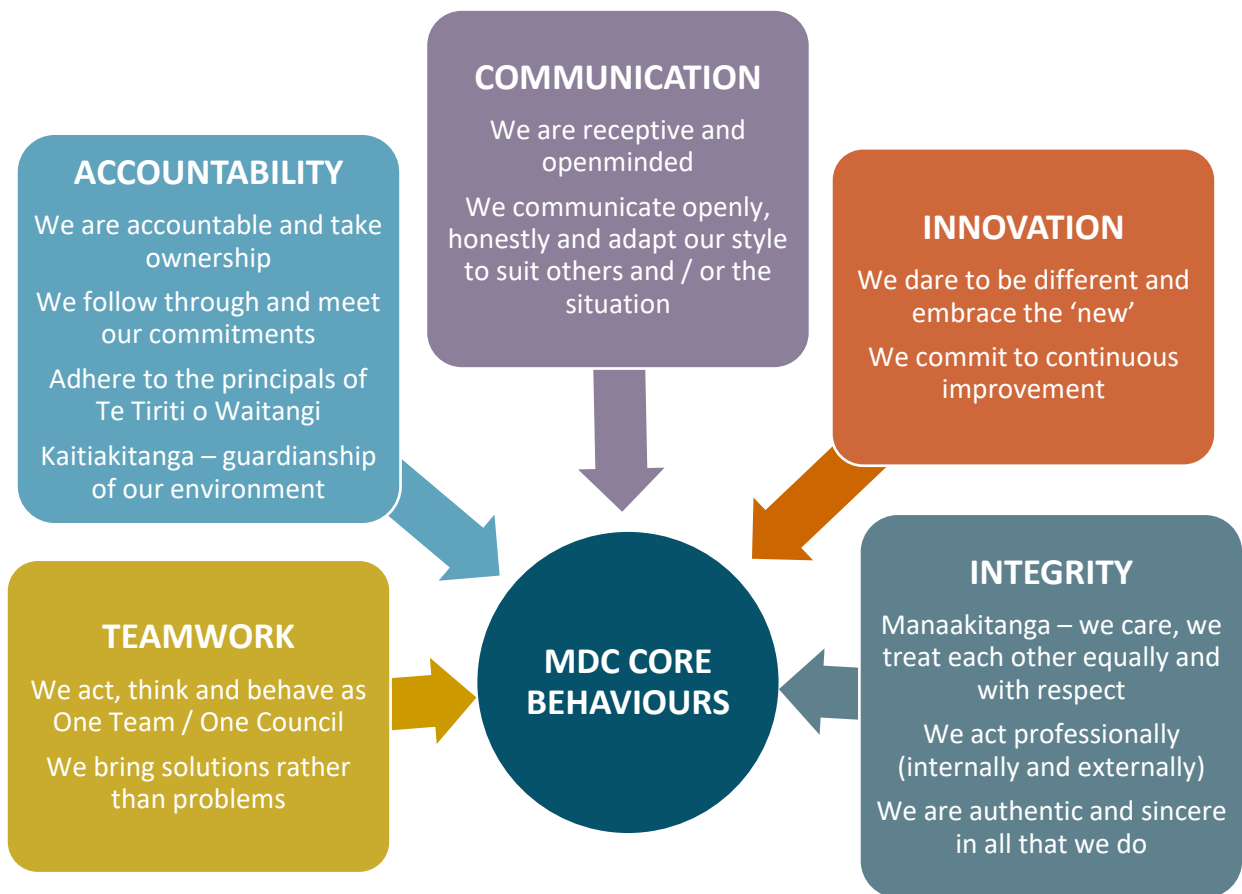 COMMUNICATION
We are receptive and
openminded
We communicate openly,
honestly and adapt our style
to suit others and / or the
situation
ACCOUNTABILITY
We are accountable and take
ownership
We follow through and meet
our commitments
Adhere to the principals of
Te Tiriti o Waitangi
Kaitiakitanga – guardianship
of our environment
INNOVATION
We dare to be different and
embrace the ‘new’
We commit to continuous
improvement
TEAMWORK
We act, think and behave as
One Team / One Council
We bring solutions rather
than problems
MDC CORE
BEHAVIOURS
INTEGRITY
Manaakitanga – we care, we
treat each other equally and
with respect
We act professionally
(internally and externally)
We are authentic and sincere
in all that we do